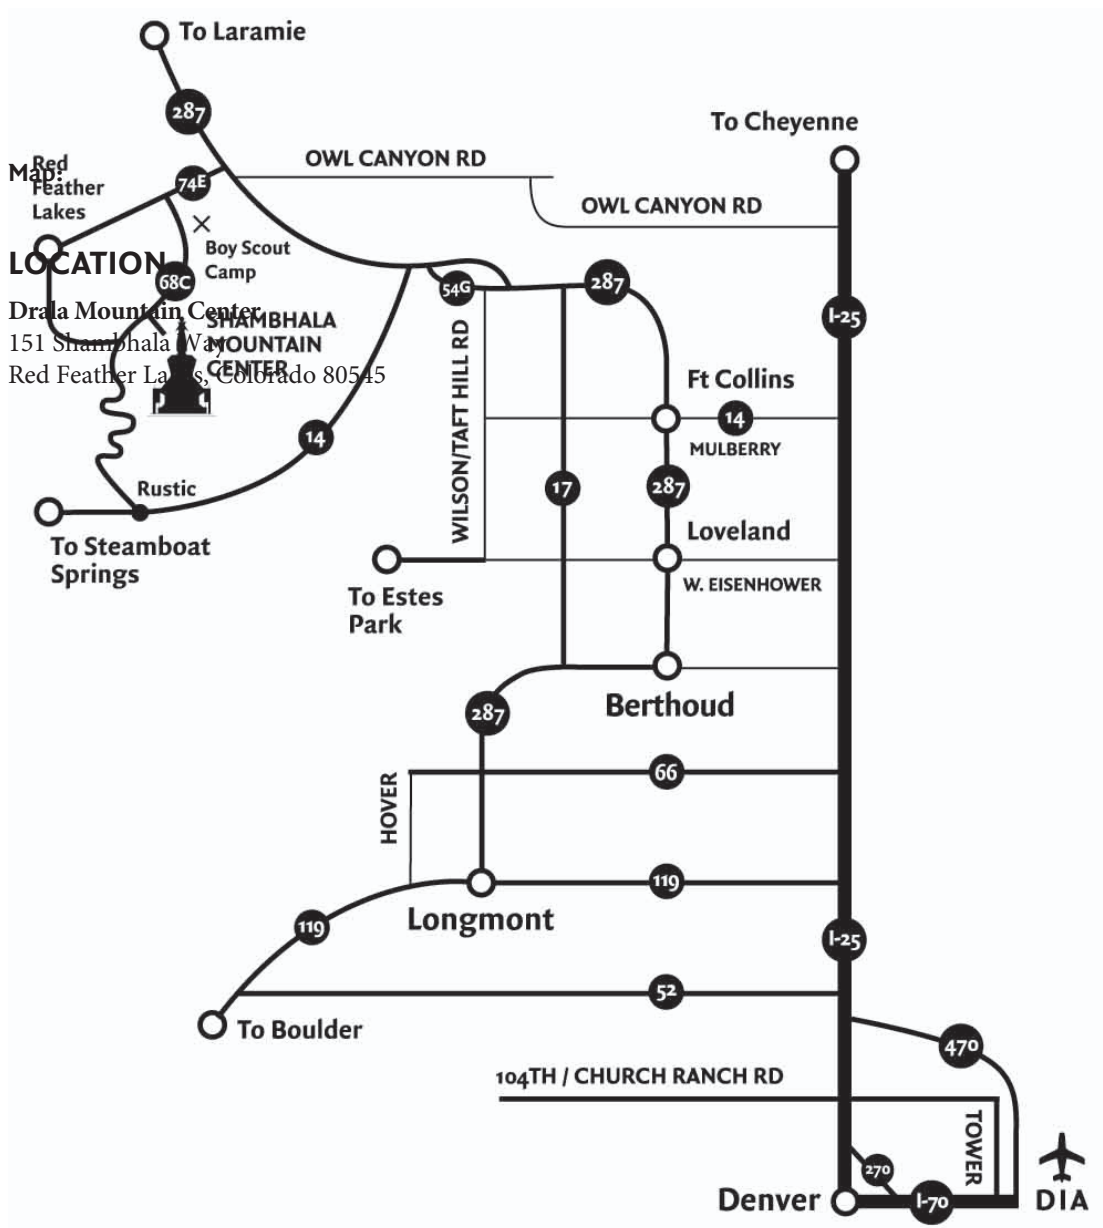 To Laramie
287
To Cheyenne
OWL CANYON RD
Map:
Red
Feather
Lakes
74E
OWL CANYON RD
Boy Scout
Camp
LOCATION
68C
54G
287
I-25
Drala Mountain Center
151 Shambhala Way
Red Feather Lakes, Colorado 80545
SHAMBHALA
MOUNTAIN
CENTER
WILSON/TAFT HILL RD
Ft Collins
14
MULBERRY
14
17
287
Rustic
To Steamboat
Springs
Loveland
W. EISENHOWER
To Estes
Park
Berthoud
287
66
HOVER
119
Longmont
119
I-25
52
To Boulder
470
104TH / CHURCH RANCH RD
TOWER
270
Denver
I-70
DIA